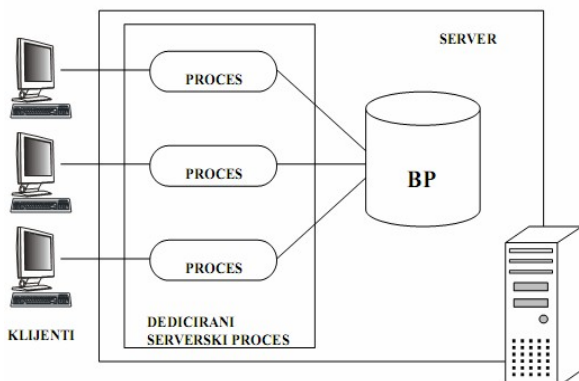 SERVER
PROCES
PROCES
BP
PROCES
DEDICIRANI
SERVERSKI PROCES
KLIJENTI